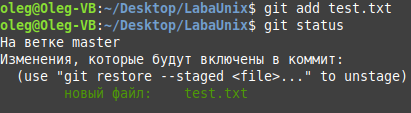 oleg@Oleg-VB:~/Desktop/LabaUnix$ git add test.txt
oleg@Oleg-VB:~/Desktop/LabaUnix$ git status
На ветке master
Изменения, которые будут включены в коммит:
  (use "git restore --staged <file>..." to unstage)
        новый файл:    test.txt